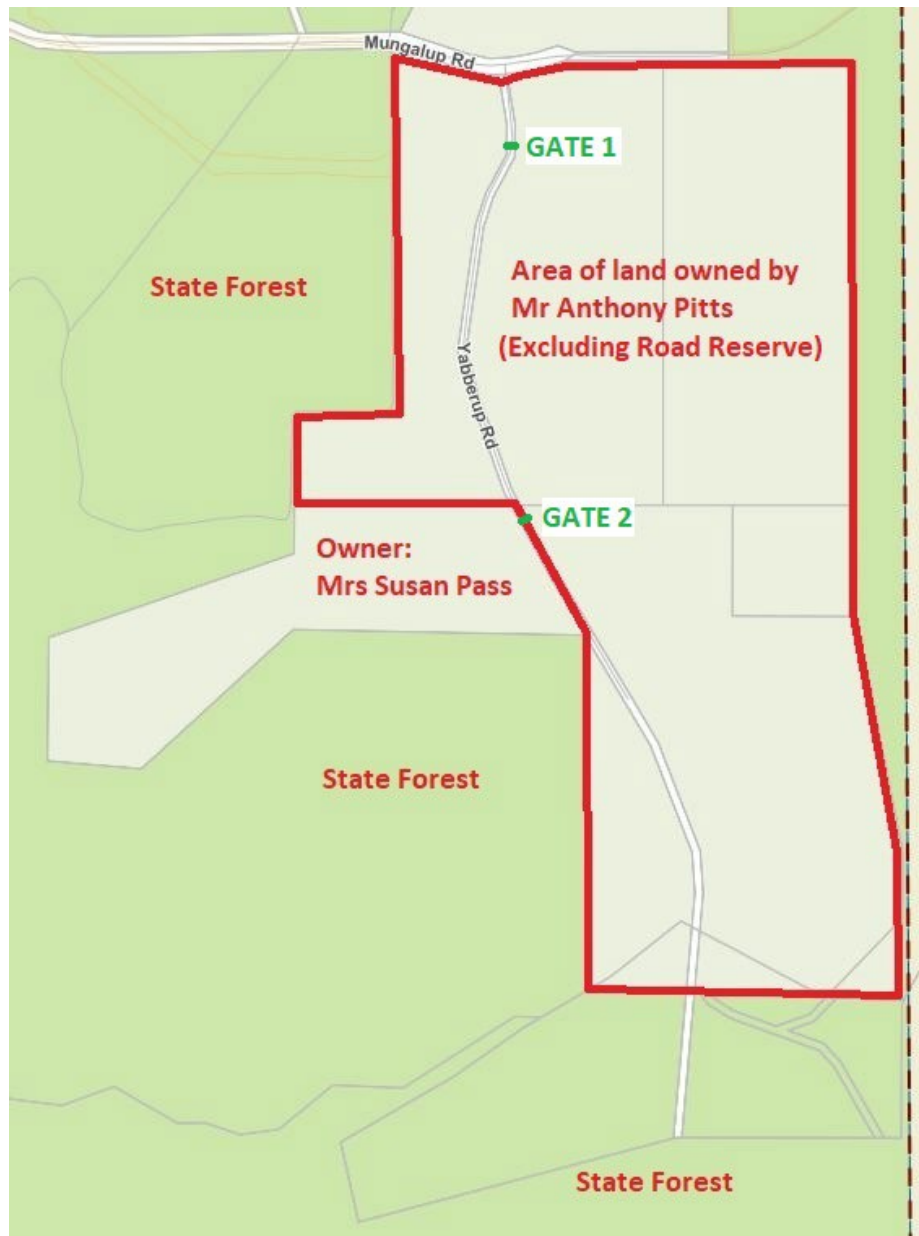 Mungalup Rd
GATE 1
State Forest
Area of land owned by
Mr Anthony Pitts
(Excluding Road Reserve)
Yabberup Rd
GATE 2
Owner:
Mrs Susan Pass
State Forest
State Forest